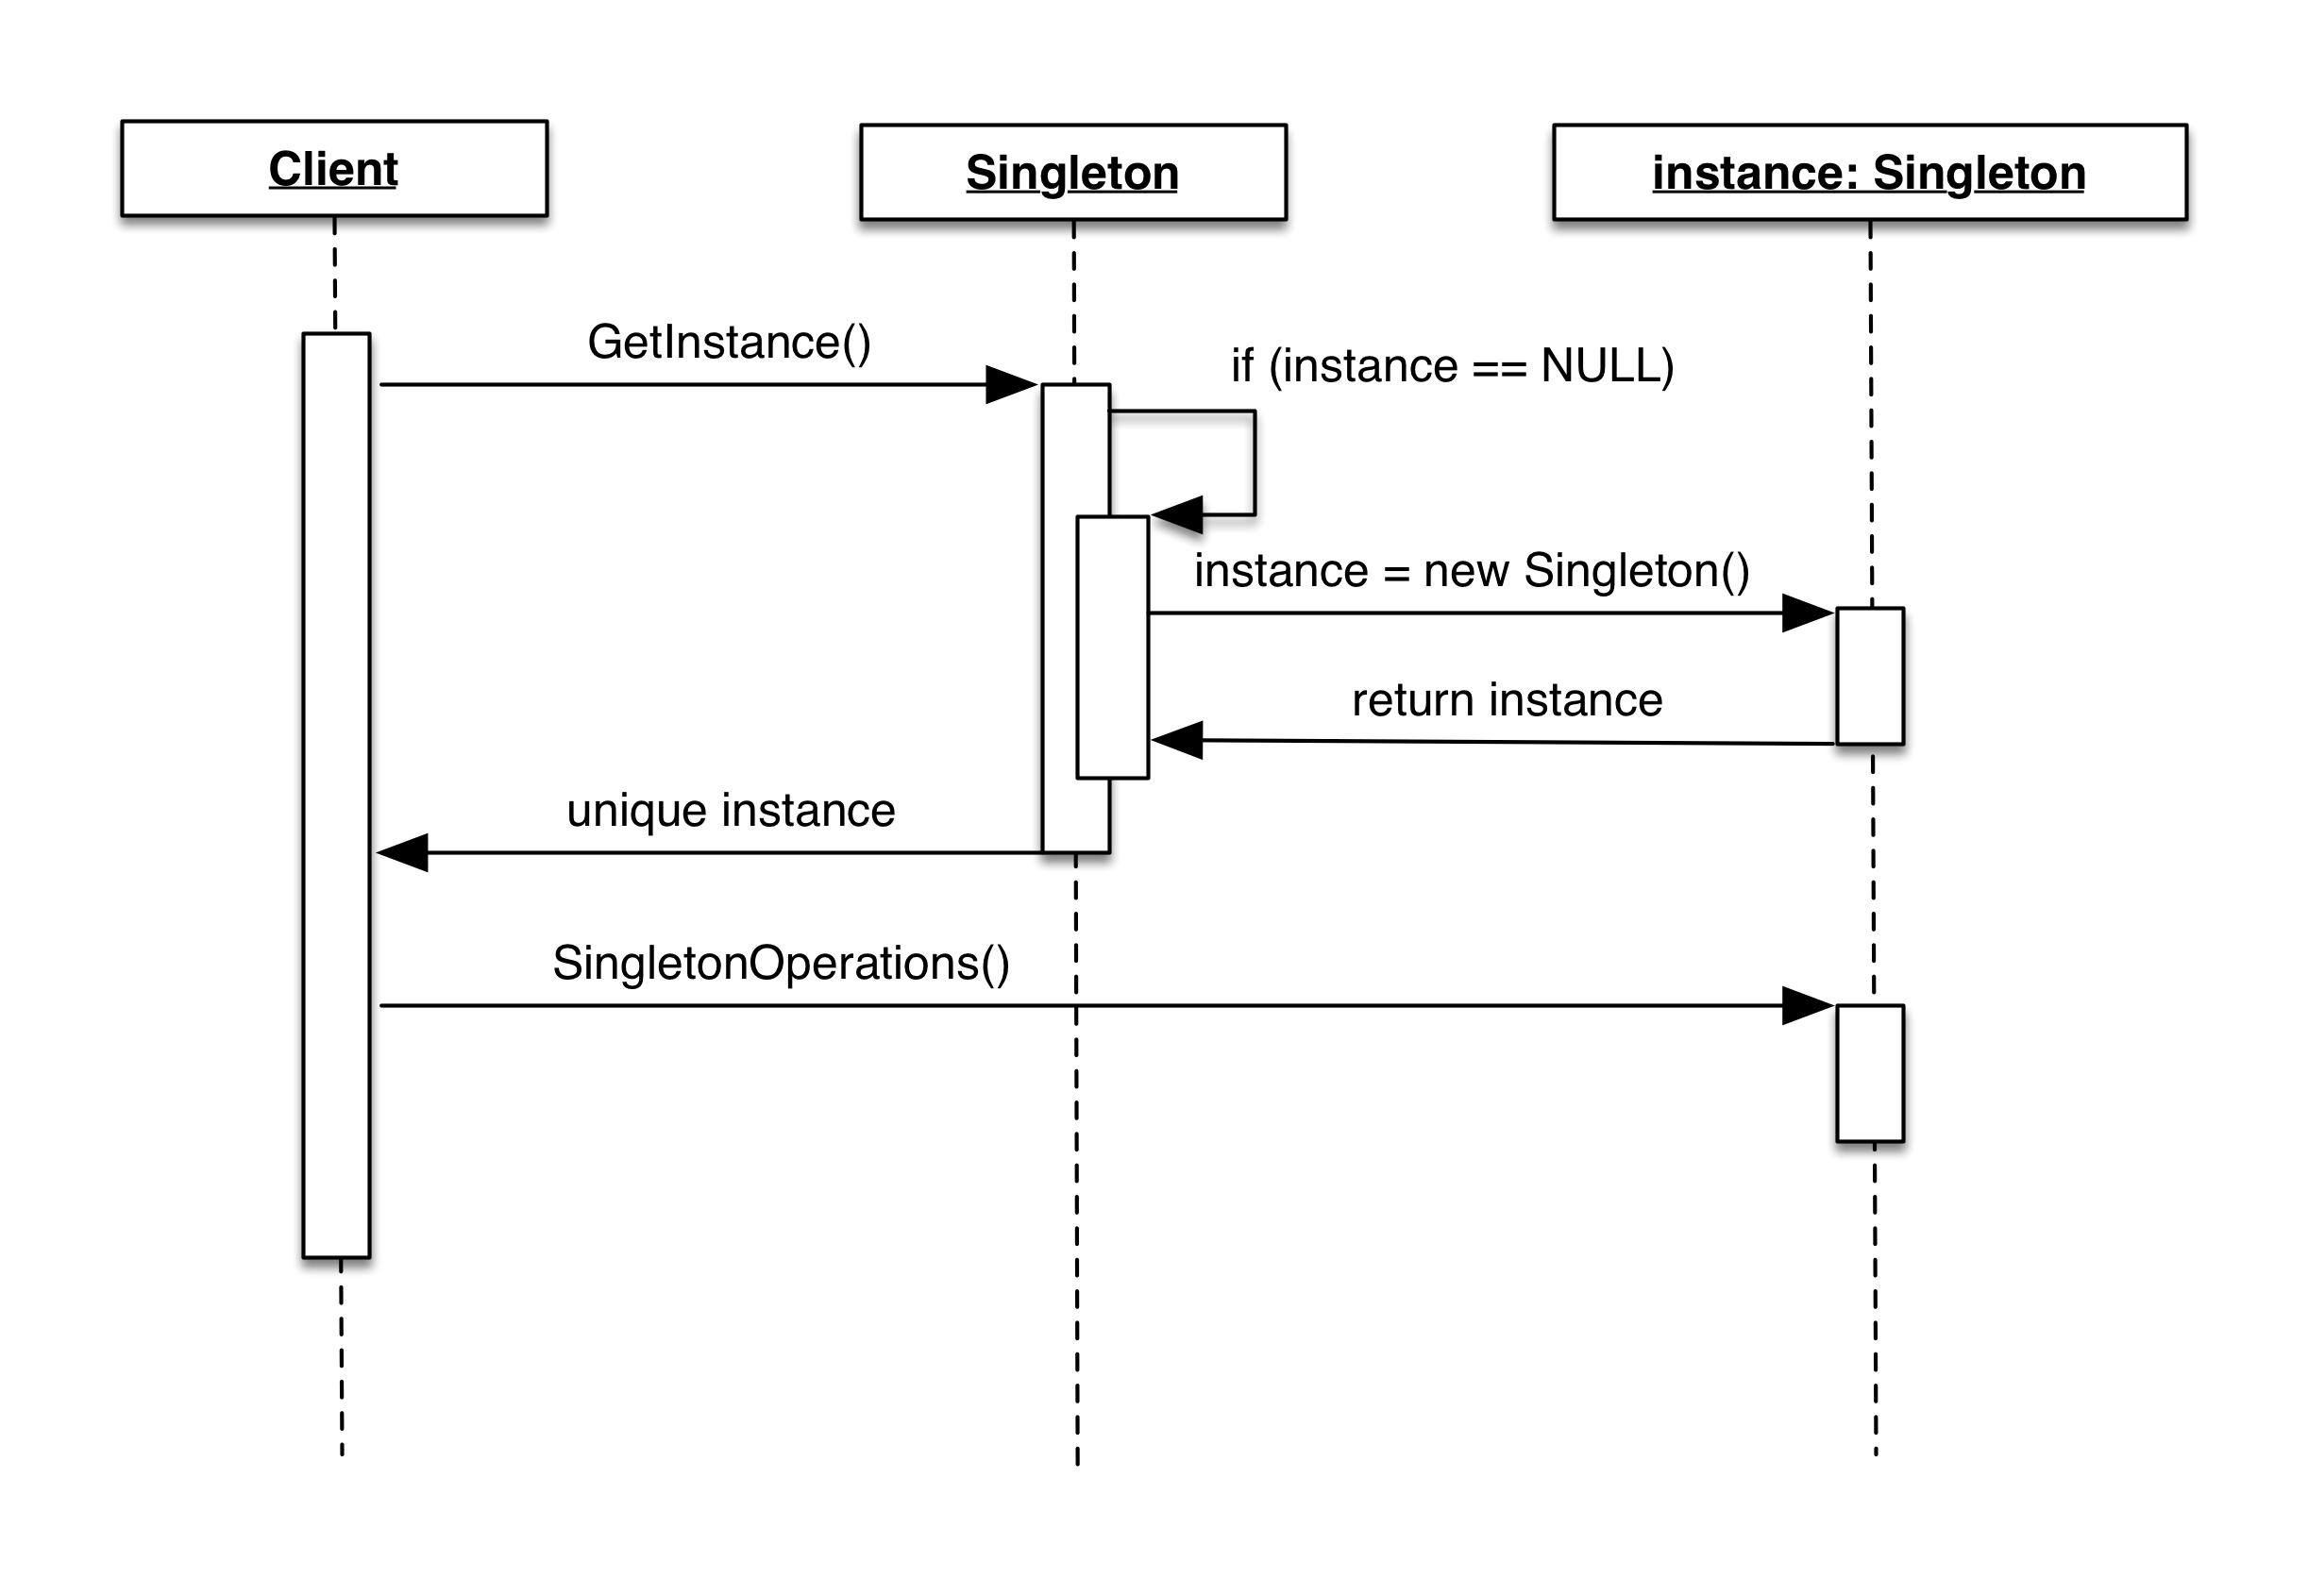 Client
Singleton
instance: Singleton
GetInstance()
if (instance == NULL)
instance = new Singleton()
return instance
unique instance
SingletonOperations()